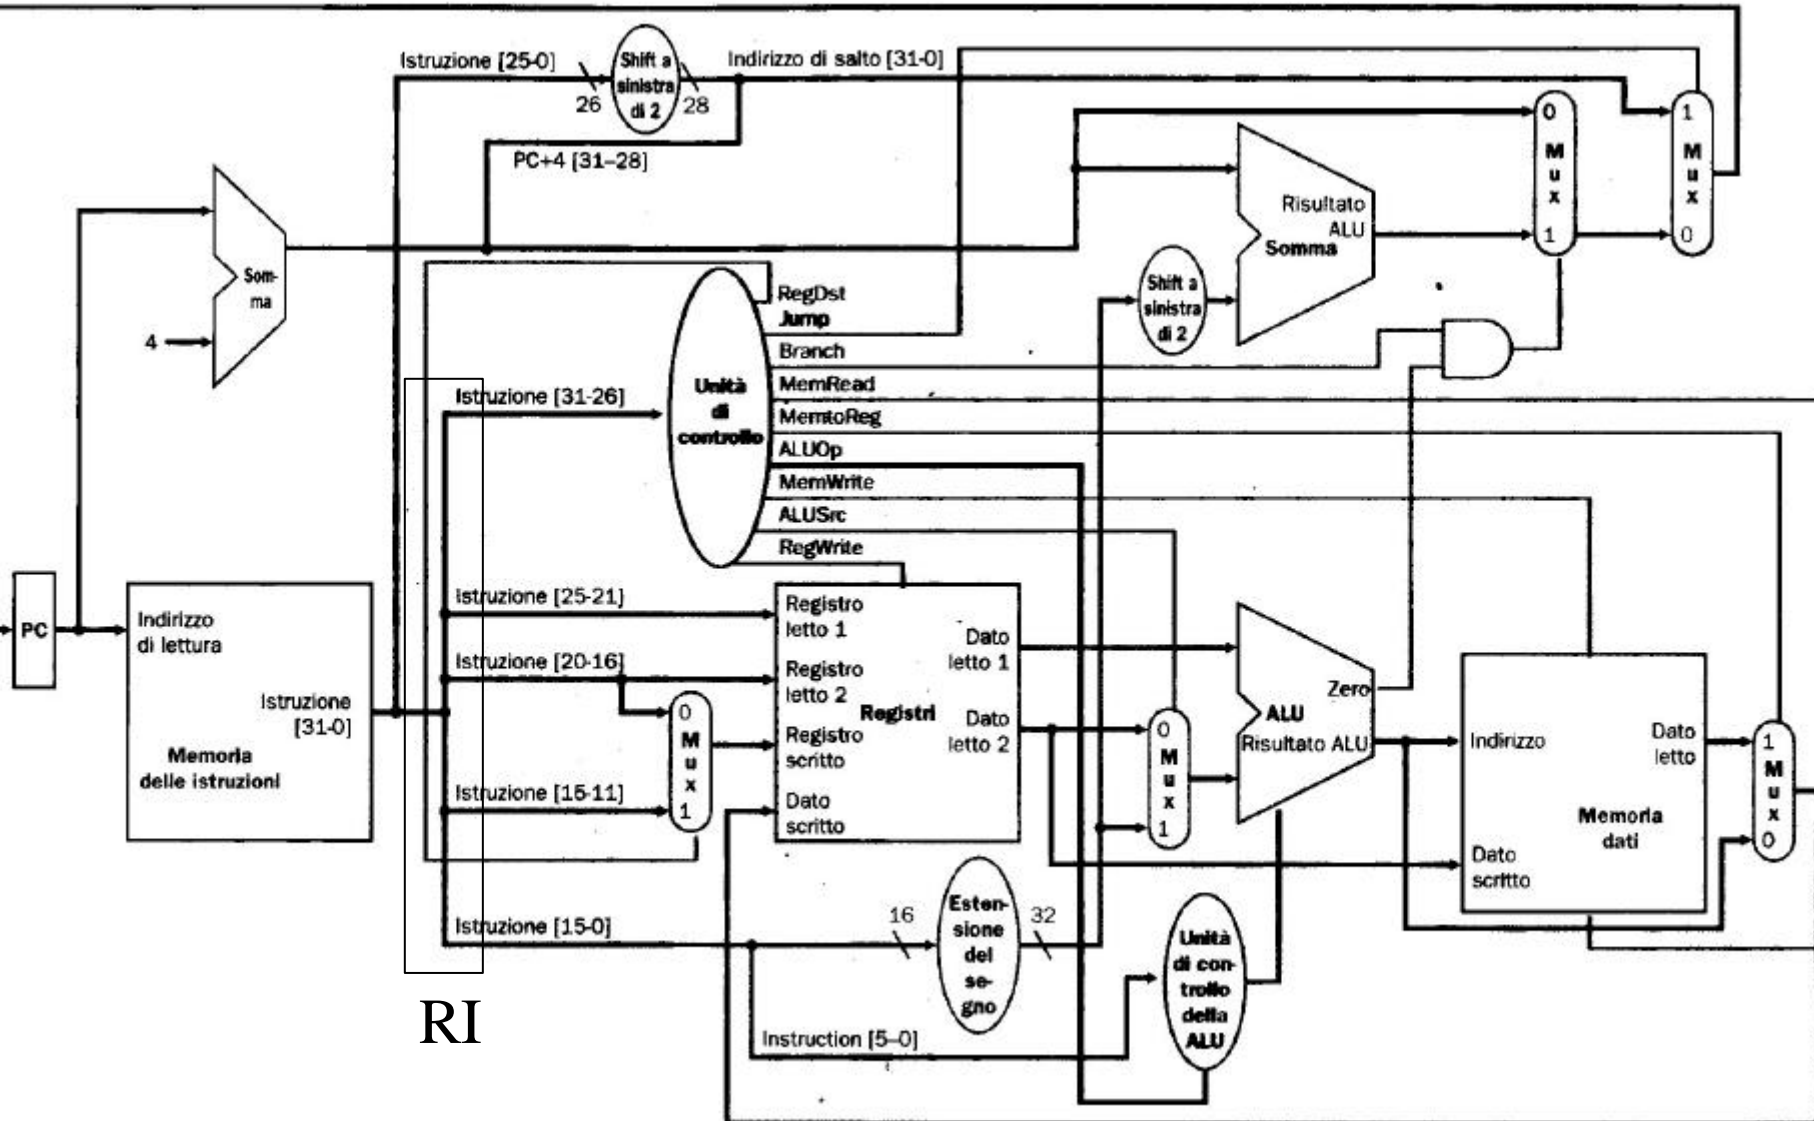 Istruzione [25-0]
Shift a
sinistra
di 2
26
28
Indirizzo di salto [31-0]
PC+4 [31-28]
Som-
ma
4
0
M
u
x
1
1
M
u
x
0
Risultato
ALU
Somma
Shift a
sinistra
di 2
RegDst
Jump
Branch
MemRead
MemtoReg
ALUOp
MemWrite
ALUSrc
RegWrite
Unità
di
controllo
Istruzione [31-26]
Istruzione [25-21]
Istruzione [20-16]
Istruzione [15-11]
Istruzione [15-0]
PC
Indirizzo
di lettura
Istruzione
[31-0]
Memoria
delle istruzioni
0
M
u
x
1
Registro
letto 1
Registro
letto 2
Registro
scritto
Dato
scritto
Dato
letto 1
Registri
Dato
letto 2
0
M
u
x
1
Zero
ALU
Risultato ALU
Indirizzo
Dato
letto
Memoria
dati
Dato
scritto
1
M
u
x
0
16
Esten-
sione
del
se-
gno
32
Unità
di con-
trollo
della
ALU
Instruction [5-0]
RI